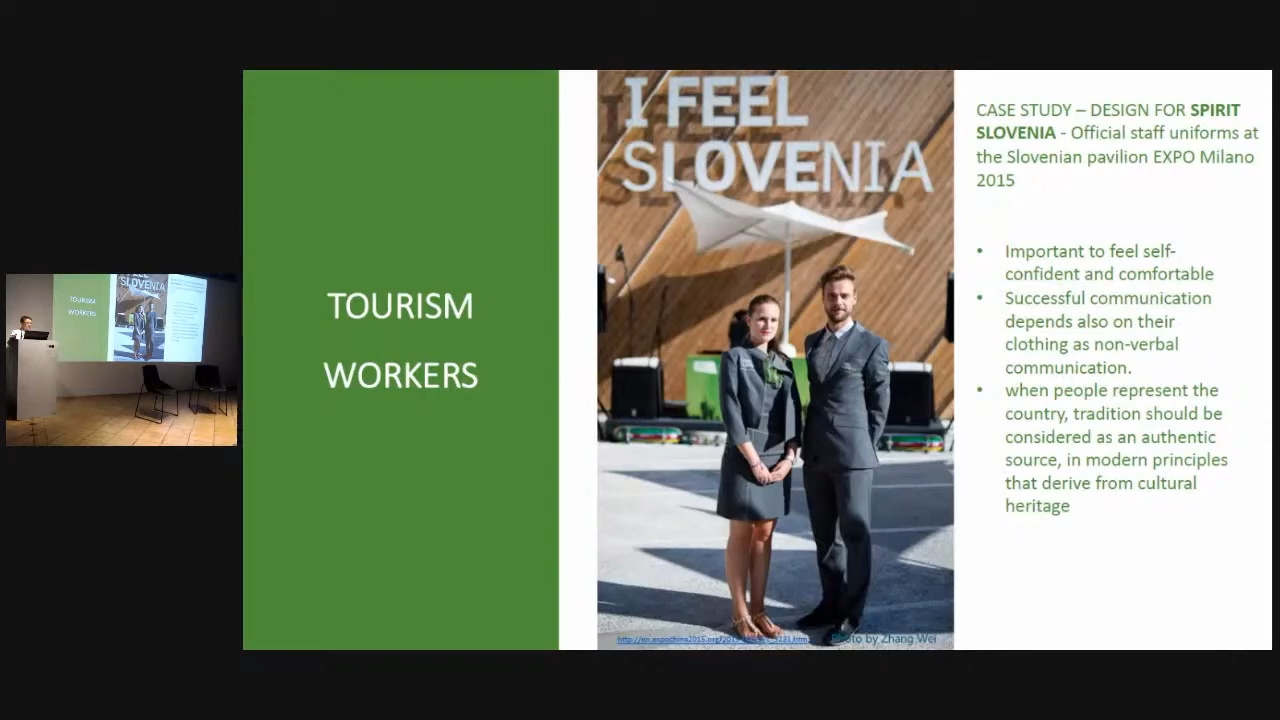 TOURISM
WORKERS
I FEEL
SLOVENIA
CASE STUDY – DESIGN FOR SPIRIT
SLOVENIA - Official staff uniforms at
the Slovenian pavilion EXPO Milano
2015
• Important to feel self-
confident and comfortable
• Successful communication
depends also on their
clothing as non-verbal
communication.
• when people represent the
country, tradition should be
considered as an authentic
source, in modern principles
that derive from cultural
heritage
Photo by Zhang Wei
TOURISM
WORKERS
SLOVENIA